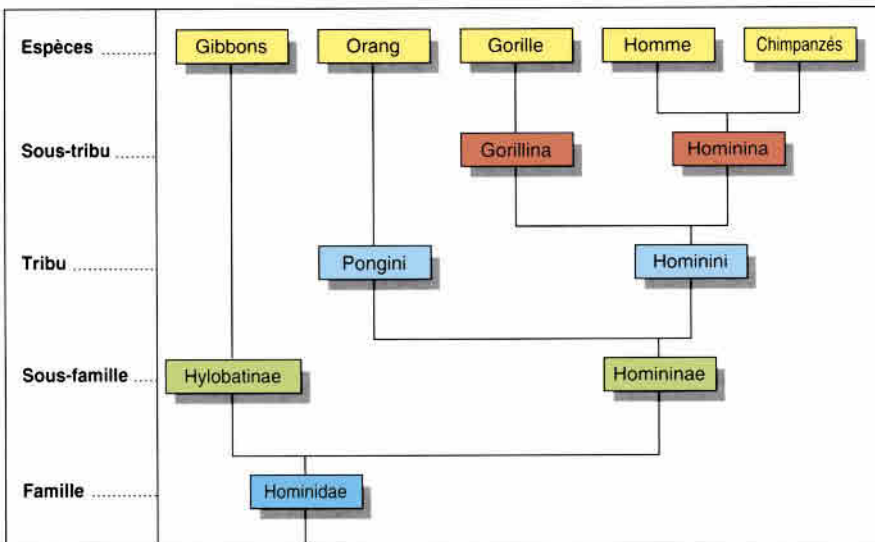 Espèces ........... Gibbons Orang Gorille Homme Chimpanzés
Sous-tribu ........... Gorillina Hominina
Tribu ........... Pongini Hominini
Sous-famille ..... Hylobatinae Homininae
Famille ........... Hominidae